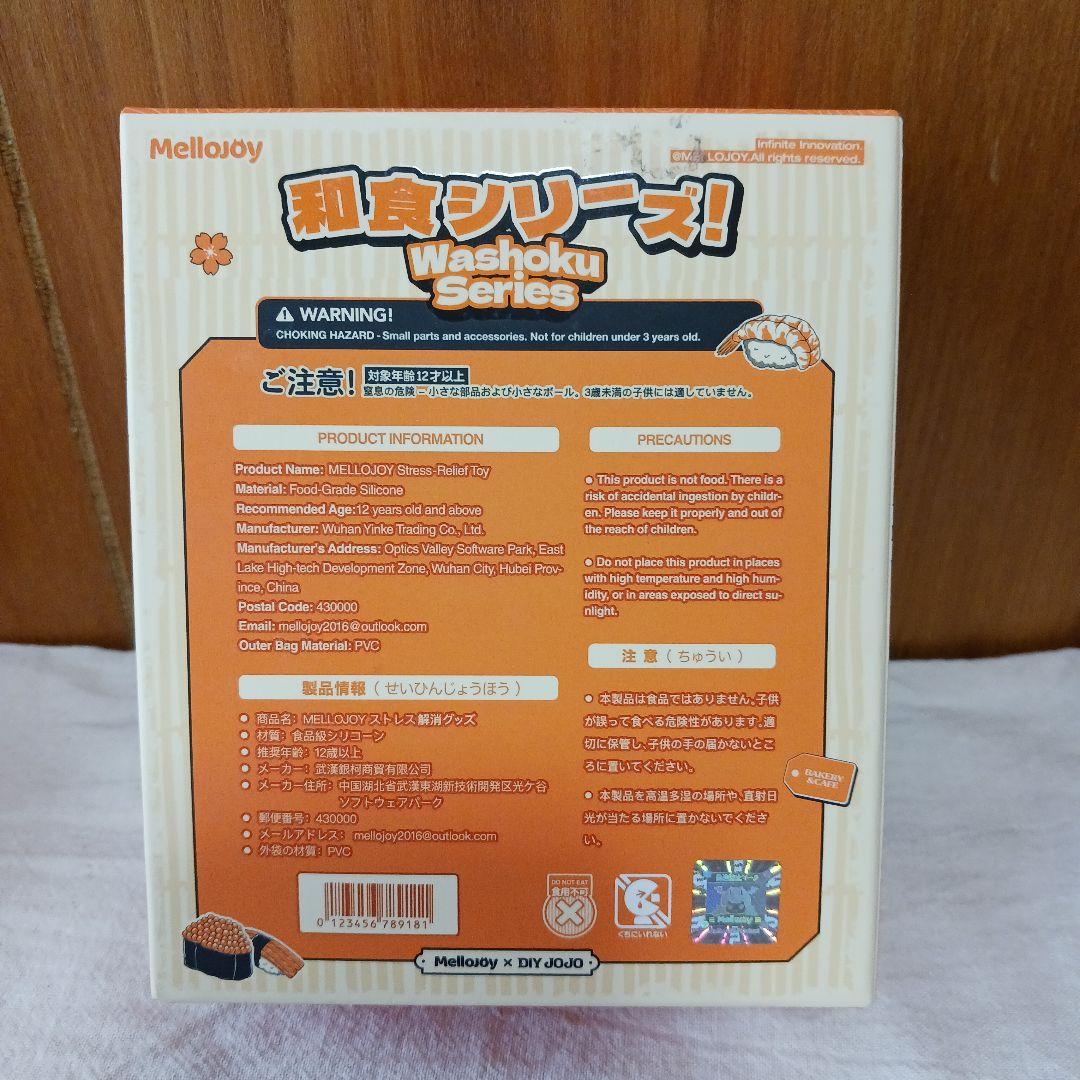 MelloJoy
Infinite Innovation.
@MELLOJOY.All rights reserved.
和食シリーズ!
Washoku
Series
WARNING!
CHOKING HAZARD - Small parts and accessories. Not for children under 3 years old.
ご注意! 対象年齢12才以上
窒息の危険 - 小さな部品および小さなボール。3歳未満の子供には適していません。
PRODUCT INFORMATION
Product Name: MELLOJOY Stress-Relief Toy
Material: Food-Grade Silicone
Recommended Age:12 years old and above
Manufacturer: Wuhan Yinke Trading Co., Ltd.
Manufacturer's Address: Optics Valley Software Park, East
Lake High-tech Development Zone, Wuhan City, Hubei Prov-
ince, China
Postal Code: 430000
Email: mellojoy2016@outlook.com
Outer Bag Material: PVC
製品情報(せいひんじょうほう)
● 商品名: MELLOJOY ストレス解消グッズ
● 材質: 食品級シリコーン
● 推奨年齢: 12歳以上
● メーカー: 武漢銀柯商貿有限公司
● メーカー住所: 中国湖北省武漢東湖新技術開発区光ケ谷
ソフトウェアパーク
● 郵便番号: 430000
● メールアドレス: mellojoy2016@outlook.com
● 外袋の材質: PVC
PRECAUTIONS
● This product is not food. There is a
risk of accidental ingestion by childr-
en. Please keep it properly and out of
the reach of children.
● Do not place this product in places
with high temperature and high hum-
idity, or in areas exposed to direct su-
nlight.
注 意(ちゅうい)
● 本製品は食品ではありません。子供
が誤って食べる危険性があります。適
切に保管し、子供の手の届かないとこ
ろに置いてください。
● 本製品を高温多湿の場所や、直射日
光が当たる場所に置かないでくださ
い。
BAKERY
&CAFE
0 123456 789181
DO NOT EAT
食用不可
くちにいれない
MelloJoy
MelloJoy × DIY JOJO